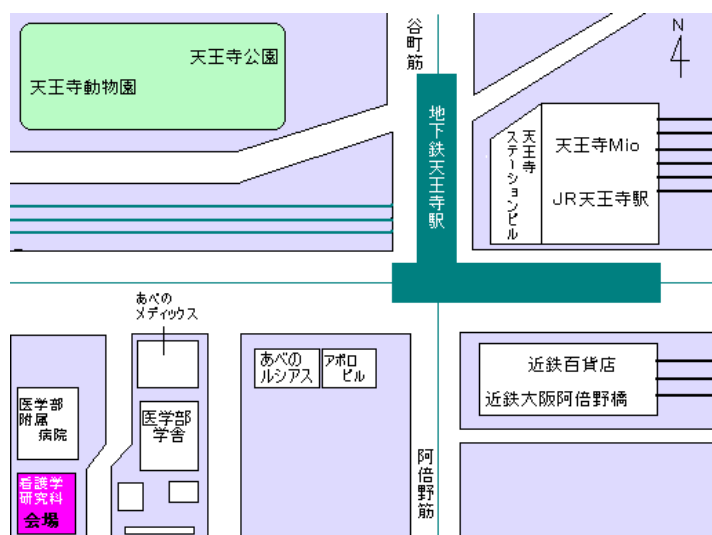 谷町筋
N
天王寺公園
天王寺動物園
地下鉄天王寺駅
天王寺
ステーションビル
天王寺Mio
JR天王寺駅
あべの
メディックス
あべの
ルシアス
アポロ
ビル
近鉄百貨店
近鉄大阪阿倍野橋
医学部
附属
病院
医学部
学舎
阿倍野筋
看護学
研究科
会場